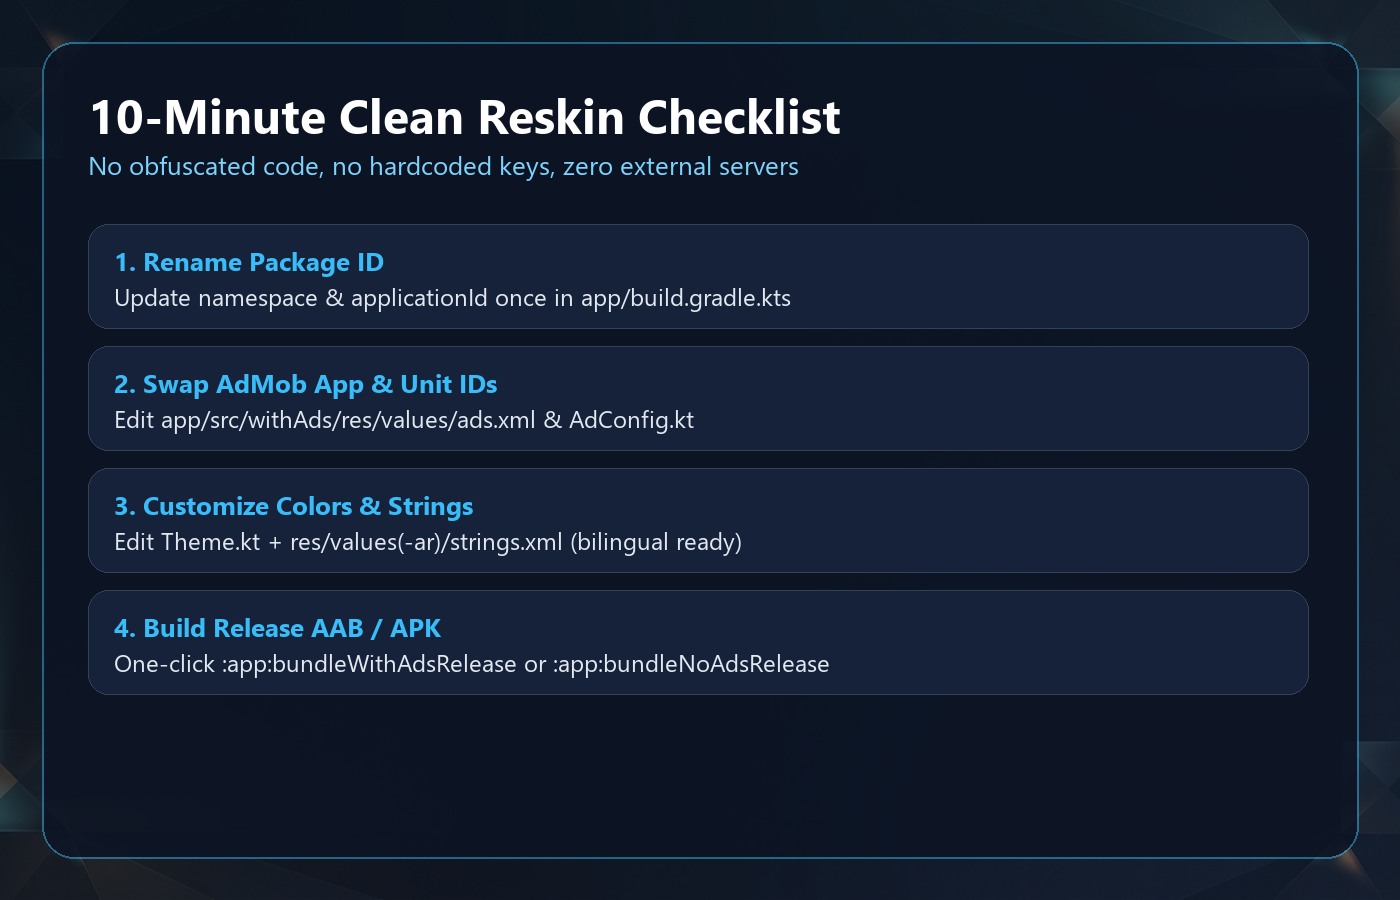 10-Minute Clean Reskin Checklist
No obfuscated code, no hardcoded keys, zero external servers
1. Rename Package ID
Update namespace & applicationId once in app/build.gradle.kts
2. Swap AdMob App & Unit IDs
Edit app/src/withAds/res/values/ads.xml & AdConfig.kt
3. Customize Colors & Strings
Edit Theme.kt + res/values(-ar)/strings.xml (bilingual ready)
4. Build Release AAB / APK
One-click :app:bundleWithAdsRelease or :app:bundleNoAdsRelease